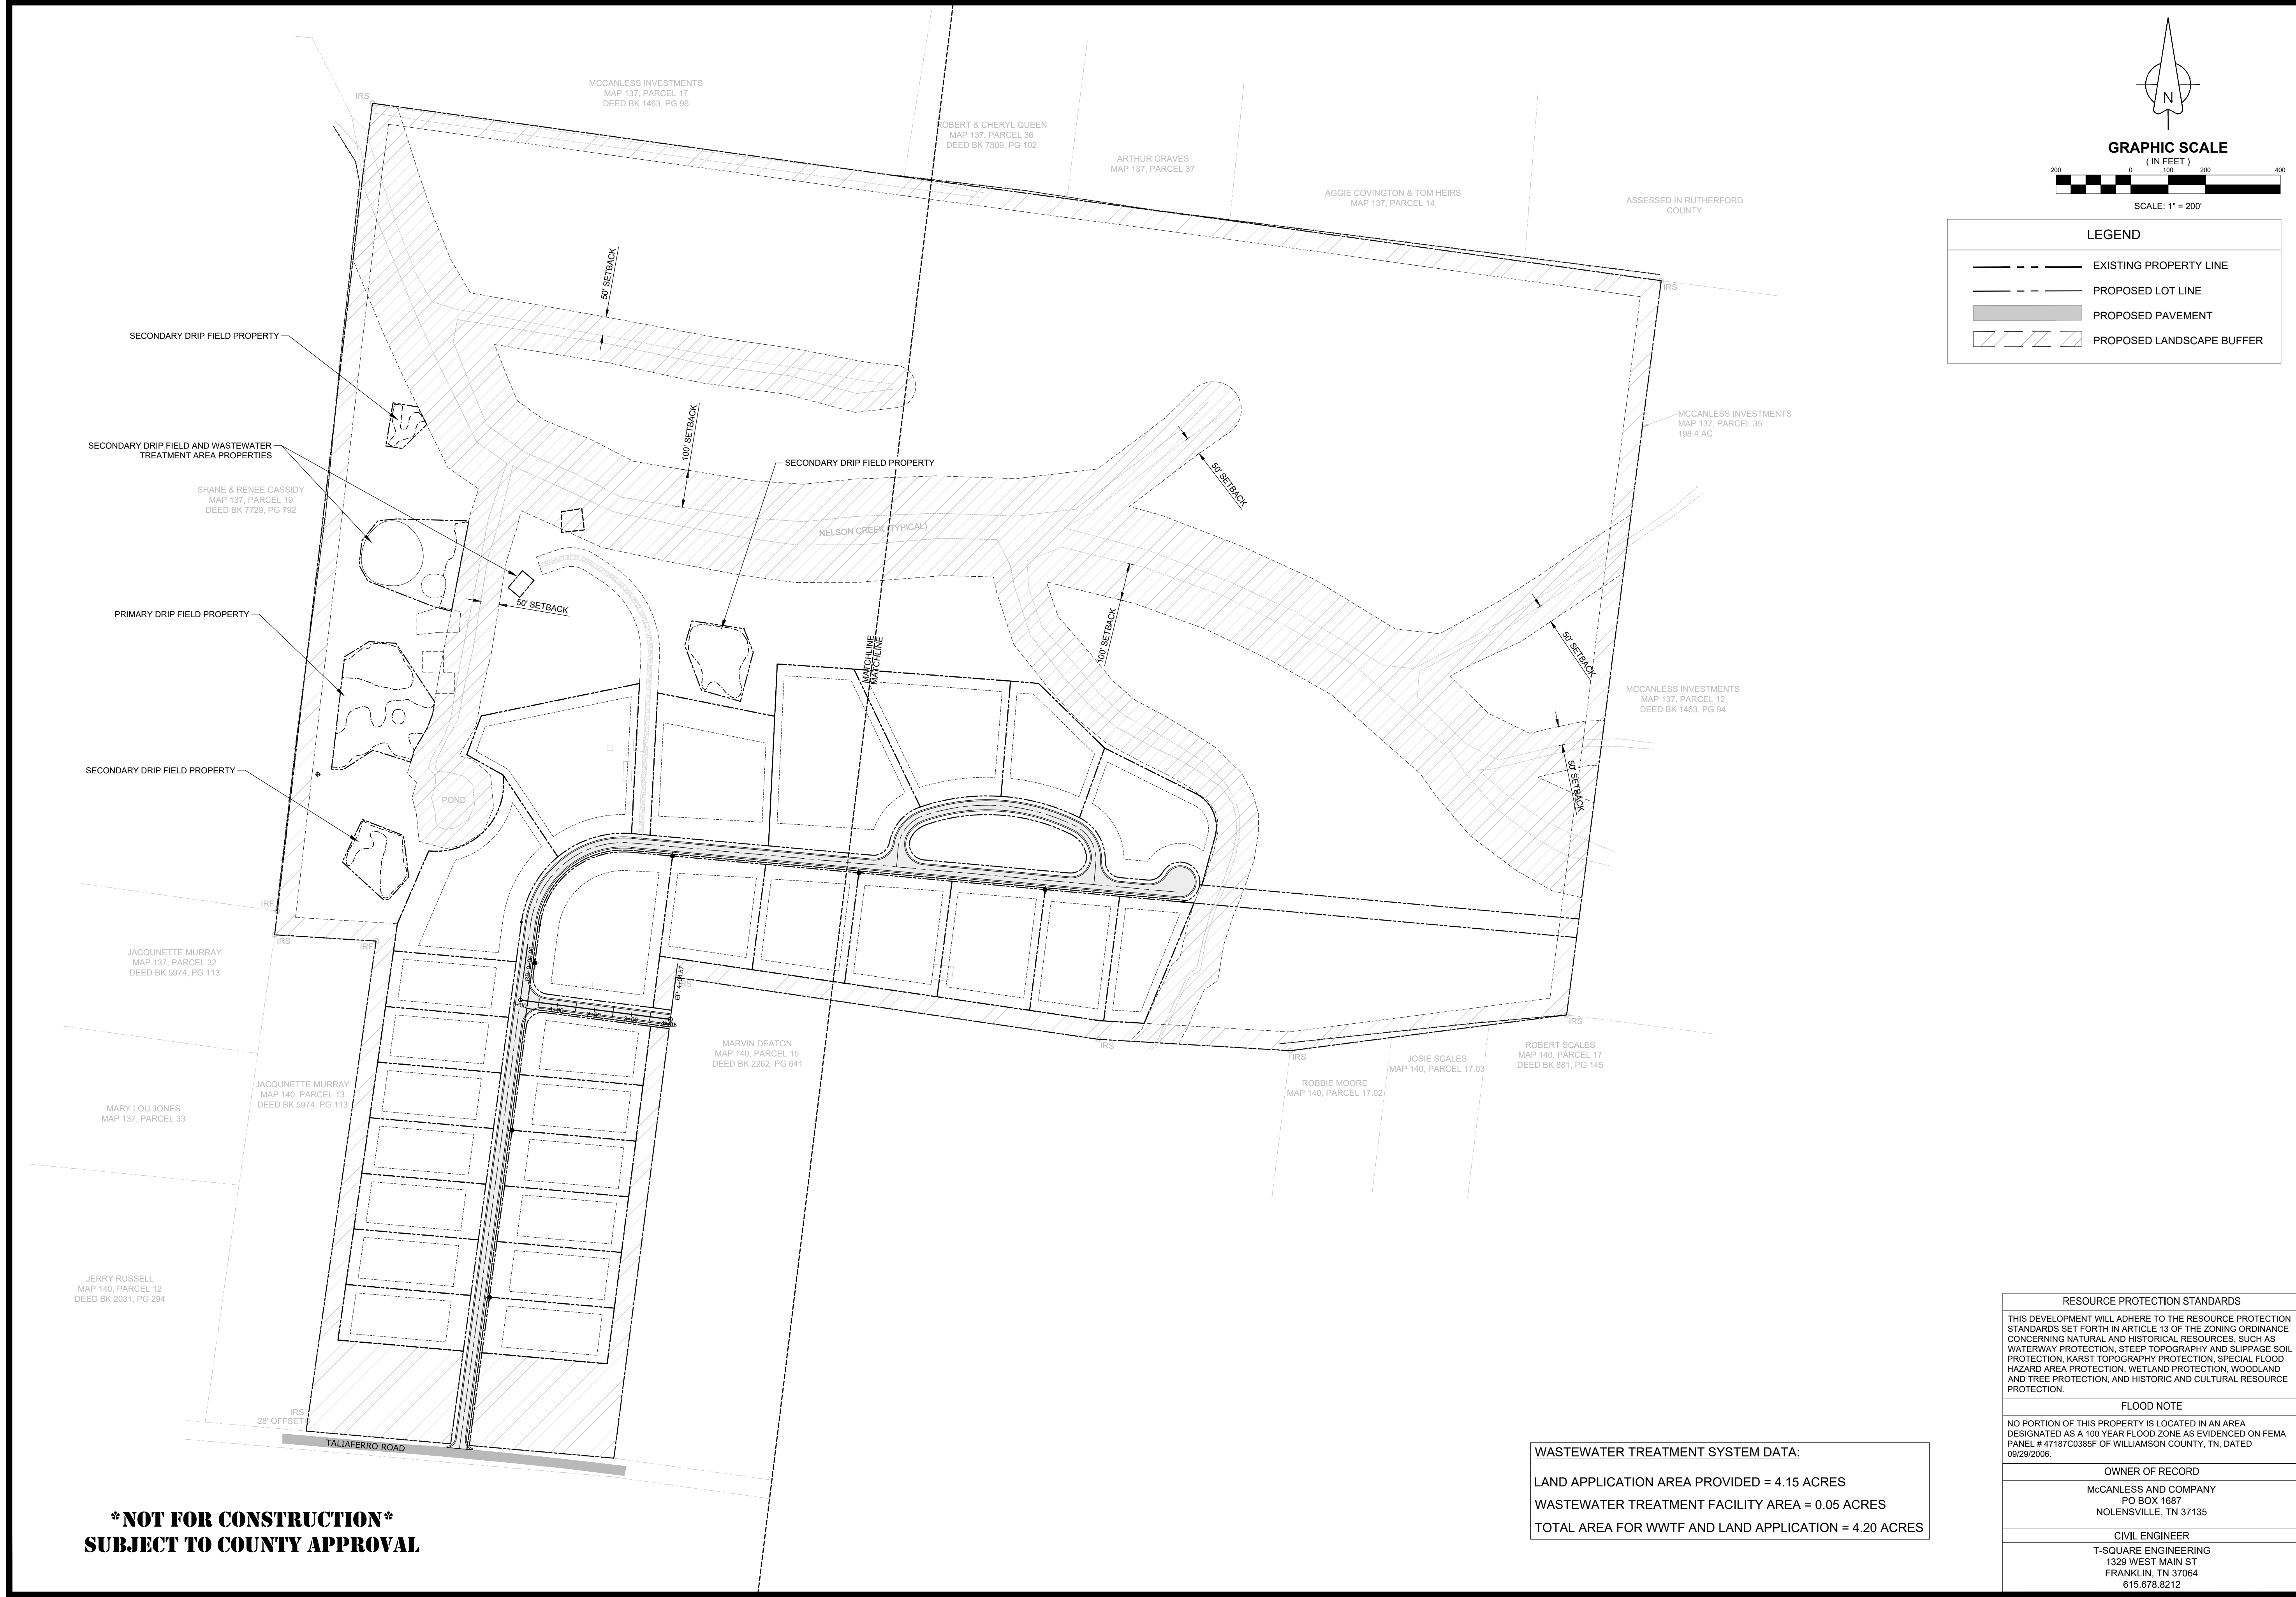 MCCANLESS INVESTMENTS
MAP 137, PARCEL 17
DEED BK 1463, PG 96
IRS
ROBERT & CHERYL QUEEN
MAP 137, PARCEL 36
DEED BK 7809, PG 102
ARTHUR GRAVES
MAP 137, PARCEL 37
AGGIE COVINGTON & TOM HEIRS
MAP 137, PARCEL 14
ASSESSED IN RUTHERFORD
COUNTY
IRS
N
GRAPHIC SCALE
( IN FEET )
200 0 100 200 400
SCALE: 1" = 200'
LEGEND
EXISTING PROPERTY LINE
PROPOSED LOT LINE
PROPOSED PAVEMENT
PROPOSED LANDSCAPE BUFFER
50' SETBACK
SECONDARY DRIP FIELD PROPERTY
SECONDARY DRIP FIELD AND WASTEWATER
TREATMENT AREA PROPERTIES
100' SETBACK
SECONDARY DRIP FIELD PROPERTY
50' SETBACK
MCCANLESS INVESTMENTS
MAP 137, PARCEL 35
198.4 AC
SHANE & RENEE CASSIDY
MAP 137, PARCEL 19
DEED BK 7729, PG 792
NELSON CREEK (TYPICAL)
50' SETBACK
PRIMARY DRIP FIELD PROPERTY
100' SETBACK
MATCHLINE
MATCHLINE
50' SETBACK
MCCANLESS INVESTMENTS
MAP 137, PARCEL 12
DEED BK 1463, PG 94
SECONDARY DRIP FIELD PROPERTY
POND
50' SETBACK
IRF
IRS
IRF
JACQUNETTE MURRAY
MAP 137, PARCEL 32
DEED BK 5974, PG 113
EP: 4+04.57
1+00
2+00
3+00
IRS
IRS
IRS
MARVIN DEATON
MAP 140, PARCEL 15
DEED BK 2262, PG 641
JOSIE SCALES
MAP 140, PARCEL 17.03
ROBERT SCALES
MAP 140, PARCEL 17
DEED BK 881, PG 145
ROBBIE MOORE
MAP 140, PARCEL 17.02
JACQUNETTE MURRAY
MAP 140, PARCEL 13
DEED BK 5974, PG 113
MARY LOU JONES
MAP 137, PARCEL 33
JERRY RUSSELL
MAP 140, PARCEL 12
DEED BK 2031, PG 294
IRS
28' OFFSET
TALIAFERRO ROAD
*NOT FOR CONSTRUCTION*
SUBJECT TO COUNTY APPROVAL
WASTEWATER TREATMENT SYSTEM DATA:
LAND APPLICATION AREA PROVIDED = 4.15 ACRES
WASTEWATER TREATMENT FACILITY AREA = 0.05 ACRES
TOTAL AREA FOR WWTF AND LAND APPLICATION = 4.20 ACRES
RESOURCE PROTECTION STANDARDS
THIS DEVELOPMENT WILL ADHERE TO THE RESOURCE PROTECTION
STANDARDS SET FORTH IN ARTICLE 13 OF THE ZONING ORDINANCE
CONCERNING NATURAL AND HISTORICAL RESOURCES, SUCH AS
WATERWAY PROTECTION, STEEP TOPOGRAPHY AND SLIPPAGE SOIL
PROTECTION, KARST TOPOGRAPHY PROTECTION, SPECIAL FLOOD
HAZARD AREA PROTECTION, WETLAND PROTECTION, WOODLAND
AND TREE PROTECTION, AND HISTORIC AND CULTURAL RESOURCE
PROTECTION.
FLOOD NOTE
NO PORTION OF THIS PROPERTY IS LOCATED IN AN AREA
DESIGNATED AS A 100 YEAR FLOOD ZONE AS EVIDENCED ON FEMA
PANEL # 47187C0385F OF WILLIAMSON COUNTY, TN, DATED
09/29/2006.
OWNER OF RECORD
McCANLESS AND COMPANY
PO BOX 1687
NOLENSVILLE, TN 37135
CIVIL ENGINEER
T-SQUARE ENGINEERING
1329 WEST MAIN ST
FRANKLIN, TN 37064
615.678.8212